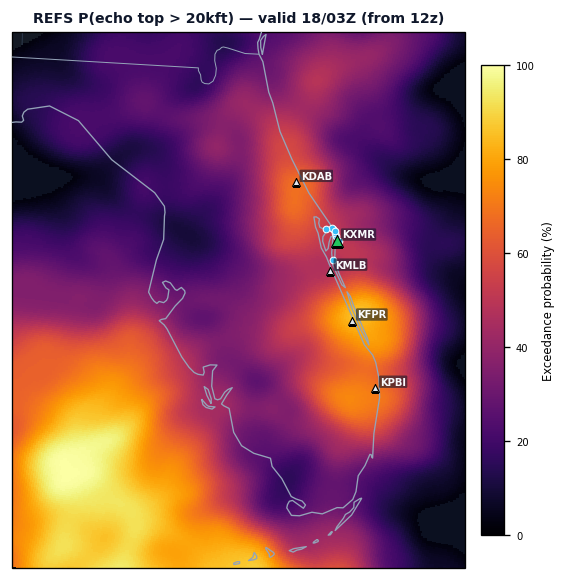 REFS P(echo top > 20kft) — valid 18/03Z (from 12z)
KDAB
KXMR
KMLB
KFPR
KPBI
100
80
60
40
20
0
Exceedance probability (%)